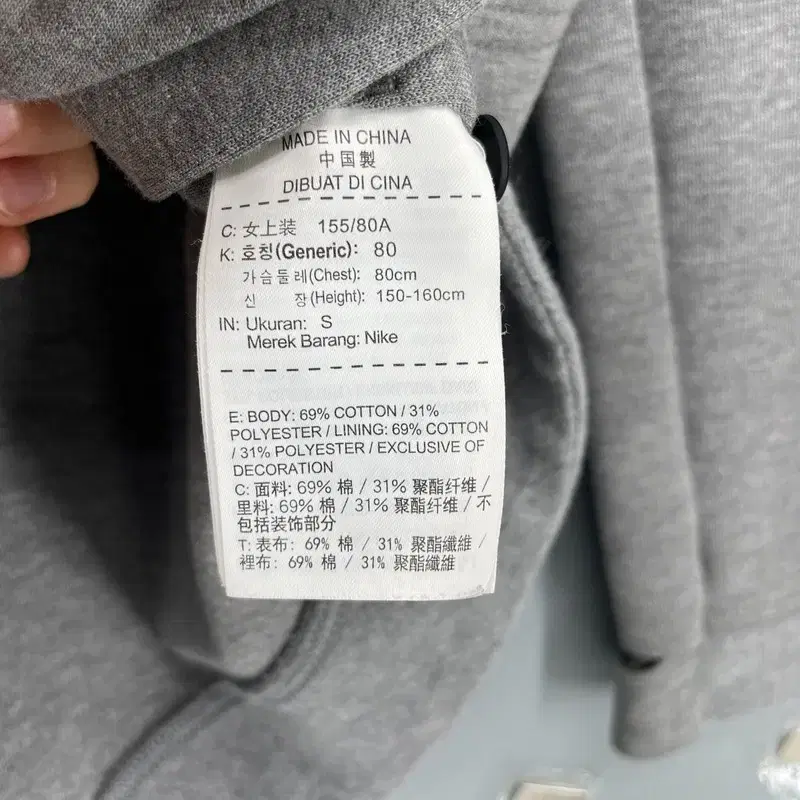 MADE IN CHINA
中国製
DIBUAT DI CINA
C: 女上装 155/80A
K: 호칭(Generic): 80
가슴둘레(Chest): 80cm
신 장(Height): 150-160cm
IN: Ukuran: S
Merek Barang: Nike
E: BODY: 69% COTTON / 31%
POLYESTER / LINING: 69% COTTON
/ 31% POLYESTER / EXCLUSIVE OF
DECORATION
C: 面料: 69% 棉 / 31% 聚酯纤维 /
里料: 69% 棉 / 31% 聚酯纤维 / 不
包括装饰部分
T: 表布: 69% 棉 / 31% 聚酯纖維 /
裡布: 69% 棉 / 31% 聚酯纖維